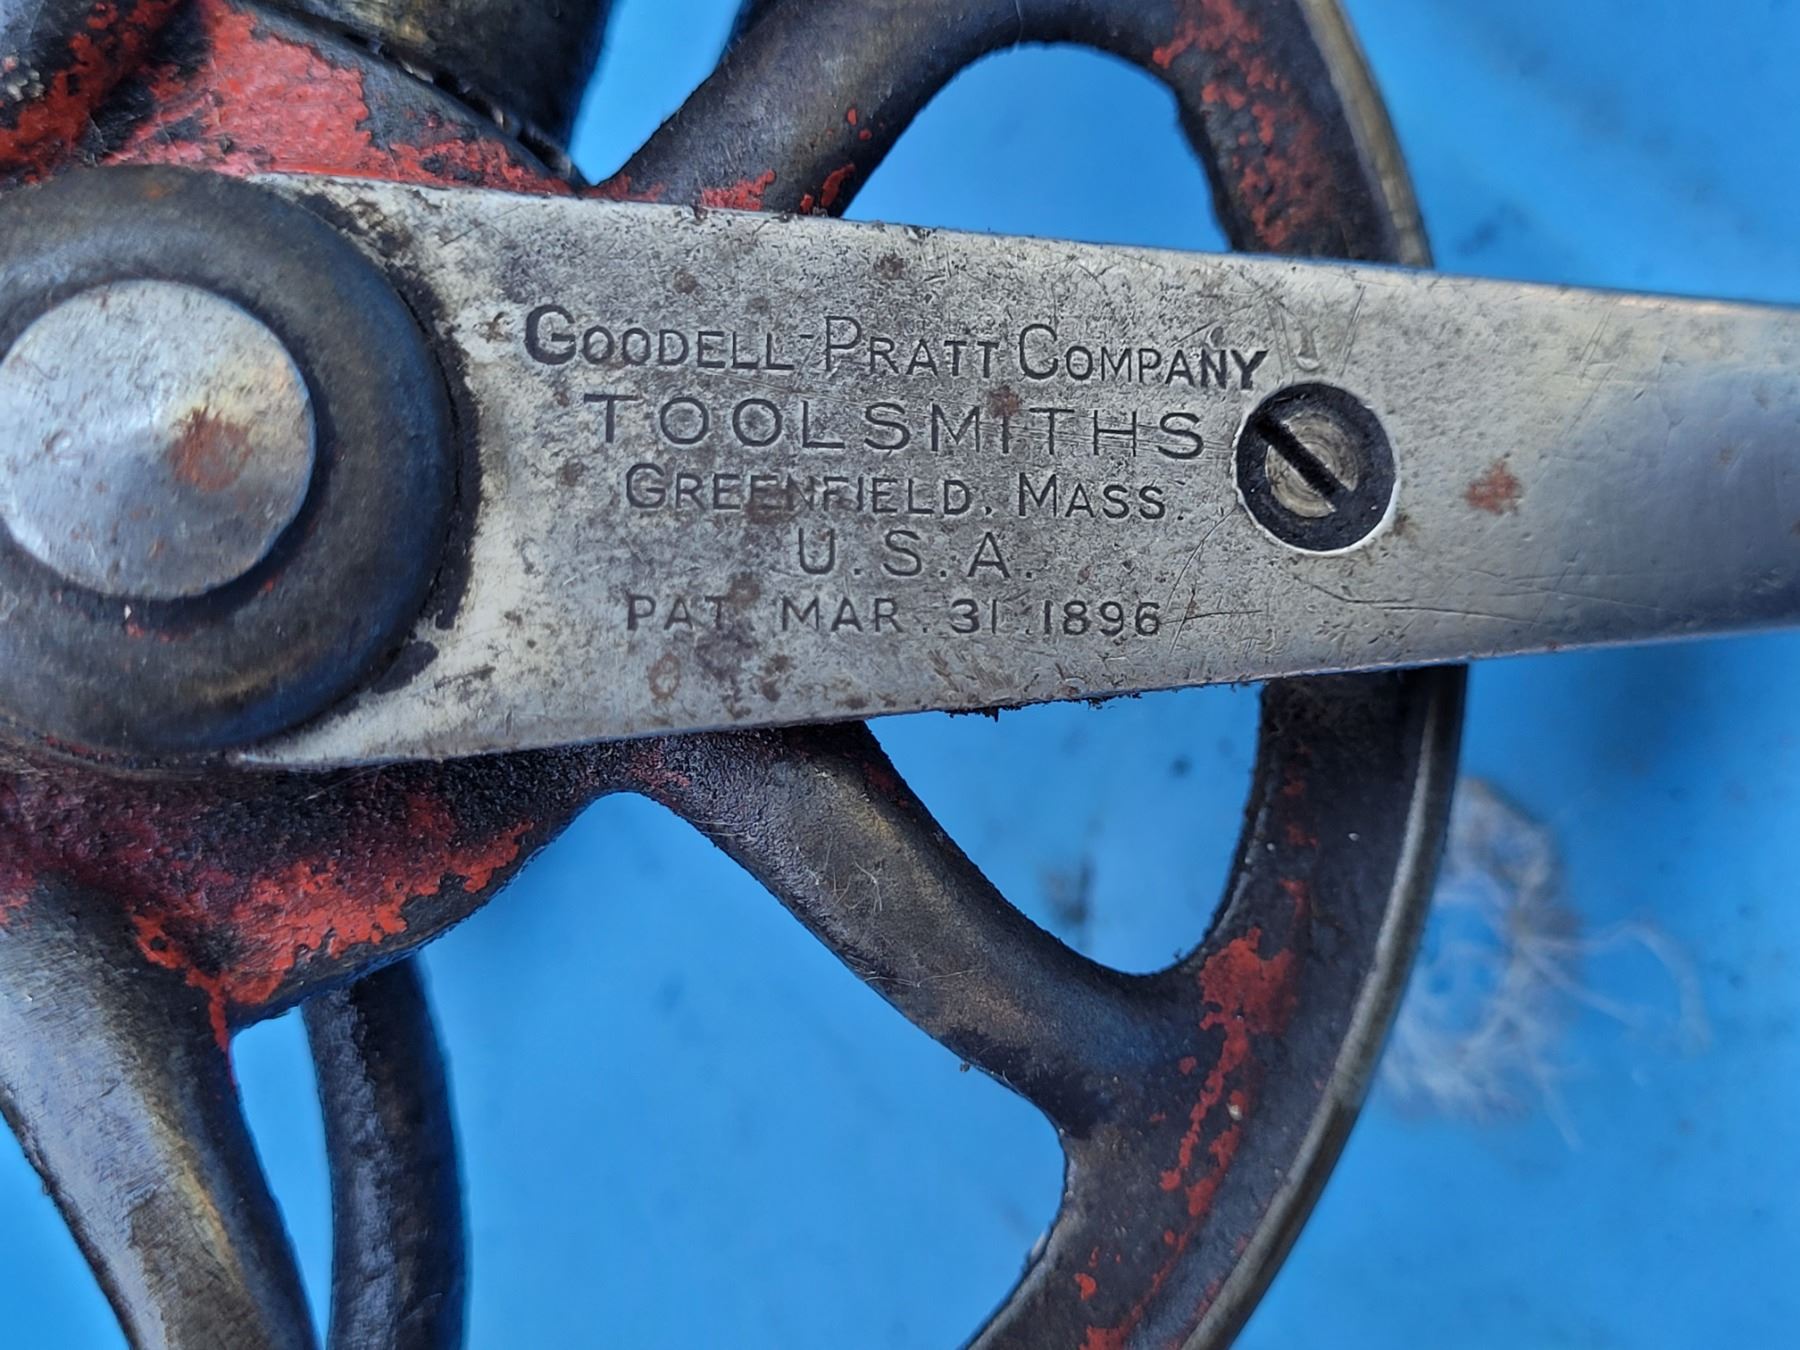 GOODELL-PRATT COMPANY
TOOLSMITHS
GREENFIELD, MASS.
U.S.A.
PAT. MAR. 31. 1896